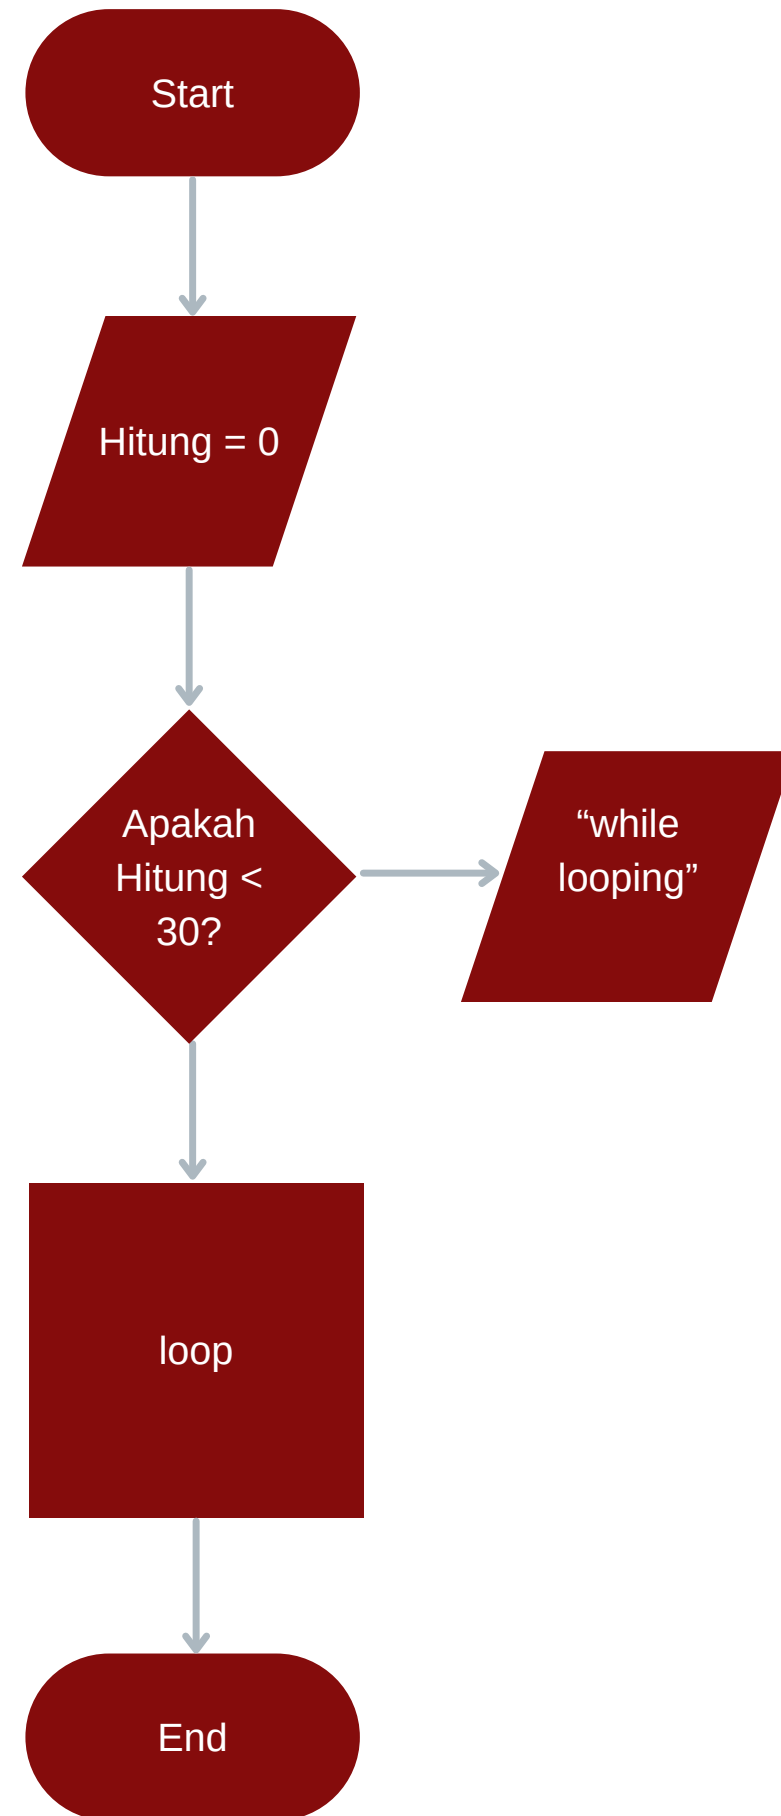 Start
Hitung = 0
Apakah
Hitung <
30?
“while
looping”
loop
End